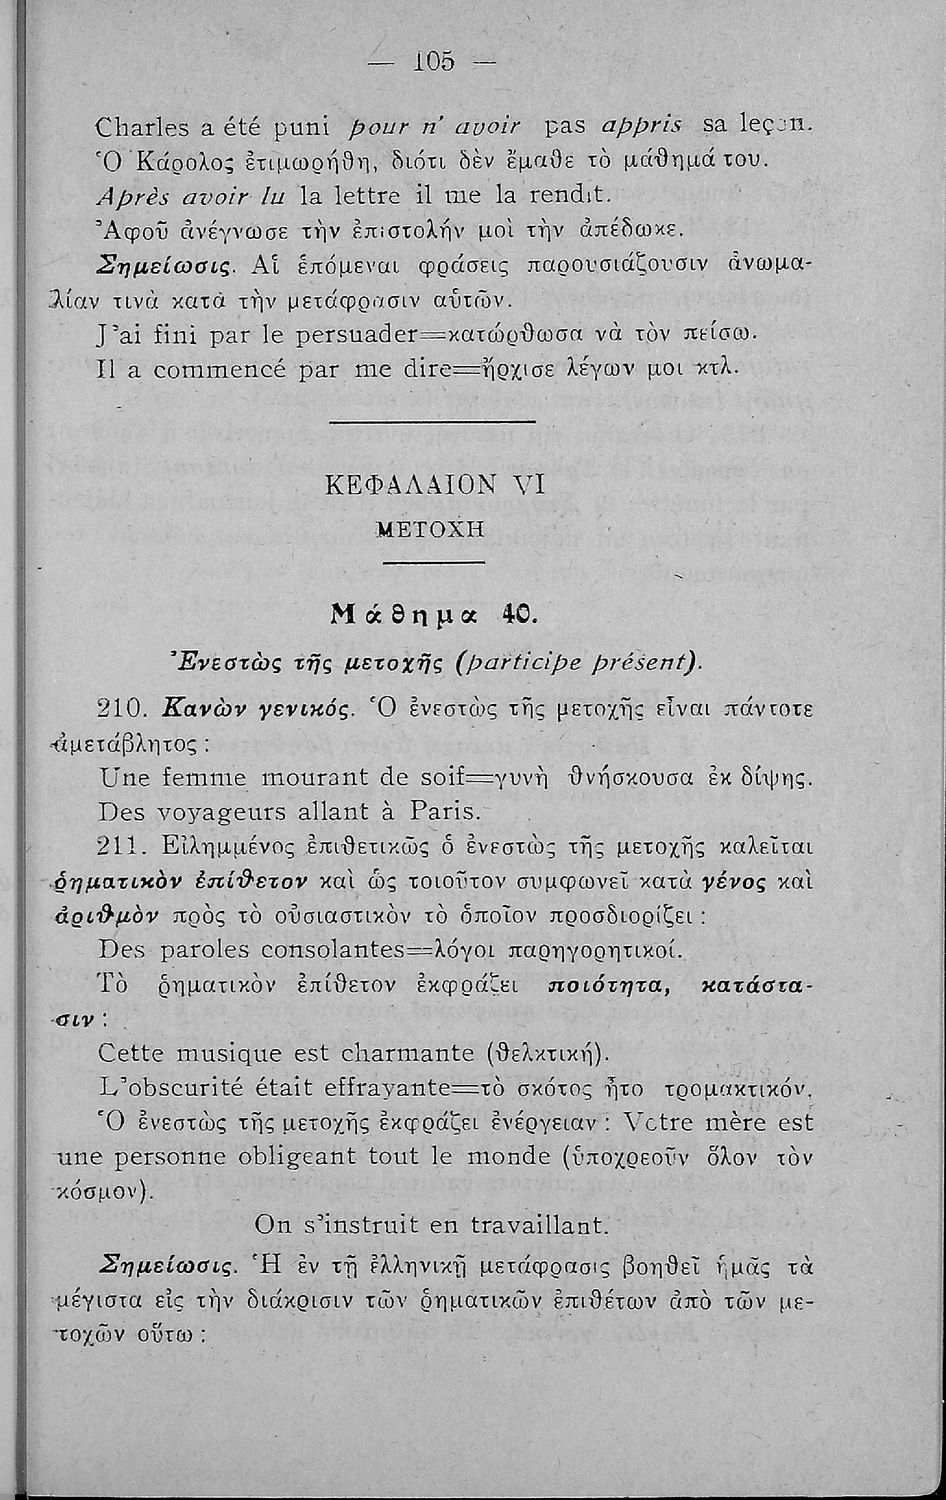 — 105 —
Charles a été puni pour n' avoir pas appris sa leçon.
Ὁ Κάρολος ἐτιμωρήθη, διότι δὲν ἔμαθε τὸ μάθημά του.
Après avoir lu la lettre il me la rendit.
Ἀφοῦ ἀνέγνωσε τὴν ἐπιστολήν μοὶ τὴν ἀπέδωκε.
Σημείωσις. Αἱ ἑπόμεναι φράσεις παρουσιάζουσιν ἀνωμα-
λίαν τινὰ κατὰ τὴν μετάφρασιν αὐτῶν.
J'ai fini par le persuader=κατώρθωσα νὰ τὸν πείσω.
Il a commencé par me dire=ἤρχισε λέγων μοι κτλ.
ΚΕΦΑΛΑΙΟΝ VI
ΜΕΤΟΧΗ
Μάθημα 40.
Ἐνεστὼς τῆς μετοχῆς (participe présent).
210. Κανὼν γενικός. Ὁ ἐνεστὼς τῆς μετοχῆς εἶναι πάντοτε
ἀμετάβλητος :
Une femme mourant de soif=γυνὴ θνήσκουσα ἐκ δίψης.
Des voyageurs allant à Paris.
211. Εἰλημμένος ἐπιθετικῶς ὁ ἐνεστὼς τῆς μετοχῆς καλεῖται
ῥηματικὸν ἐπίθετον καὶ ὡς τοιοῦτον συμφωνεῖ κατὰ γένος καὶ
ἀριθμὸν πρὸς τὸ οὐσιαστικὸν τὸ ὁποῖον προσδιορίζει :
Des paroles consolantes=λόγοι παρηγορητικοί.
Τὸ ῥηματικὸν ἐπίθετον ἐκφράζει ποιότητα, κατάστα-
σιν :
Cette musique est charmante (θελκτική).
L'obscurité était effrayante=τὸ σκότος ἦτο τρομακτικόν.
Ὁ ἐνεστὼς τῆς μετοχῆς ἐκφράζει ἐνέργειαν : Votre mère est
une personne obligeant tout le monde (ὑποχρεοῦν ὅλον τὸν
κόσμον).
On s'instruit en travaillant.
Σημείωσις. Ἡ ἐν τῇ ἑλληνικῇ μετάφρασις βοηθεῖ ἡμᾶς τὰ
μέγιστα εἰς τὴν διάκρισιν τῶν ῥηματικῶν ἐπιθέτων ἀπὸ τῶν με-
τοχῶν οὕτω :